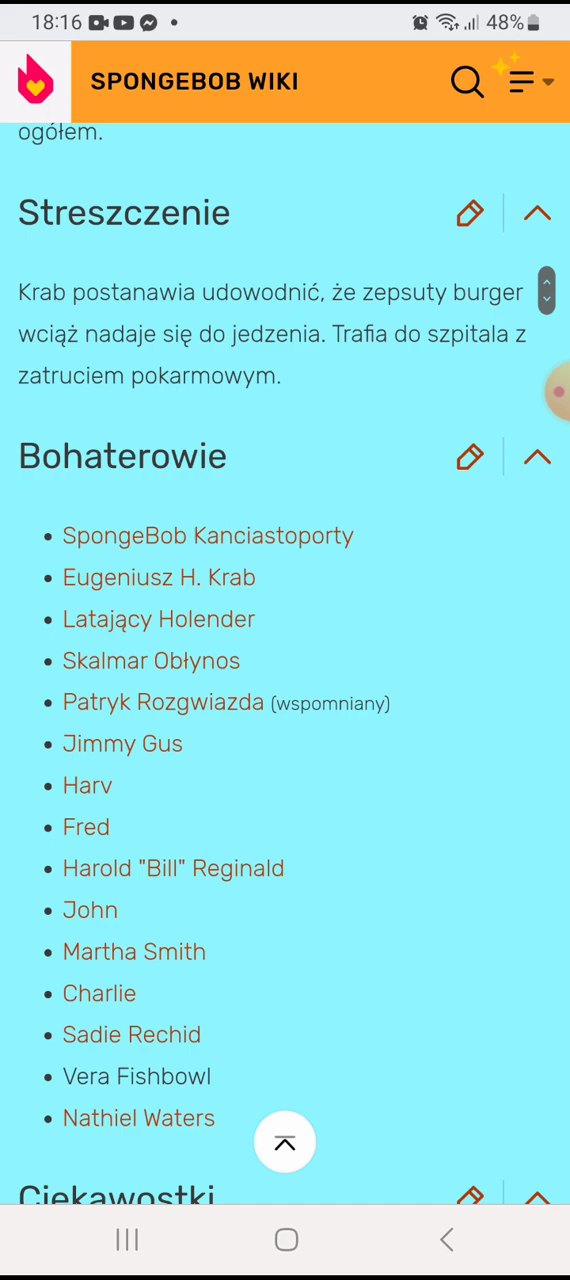 18:16
48%
SPONGEBOB WIKI
ogółem.
Streszczenie
Krab postanawia udowodnić, że zepsuty burger
wciąż nadaje się do jedzenia. Trafia do szpitala z
zatruciem pokarmowym.
Bohaterowie
SpongeBob Kanciastoporty
Eugeniusz H. Krab
Latający Holender
Skalmar Obłynos
Patryk Rozgwiazda (wspomniany)
Jimmy Gus
Harv
Fred
Harold "Bill" Reginald
John
Martha Smith
Charlie
Sadie Rechid
Vera Fishbowl
Nathiel Waters
Ciekawostki